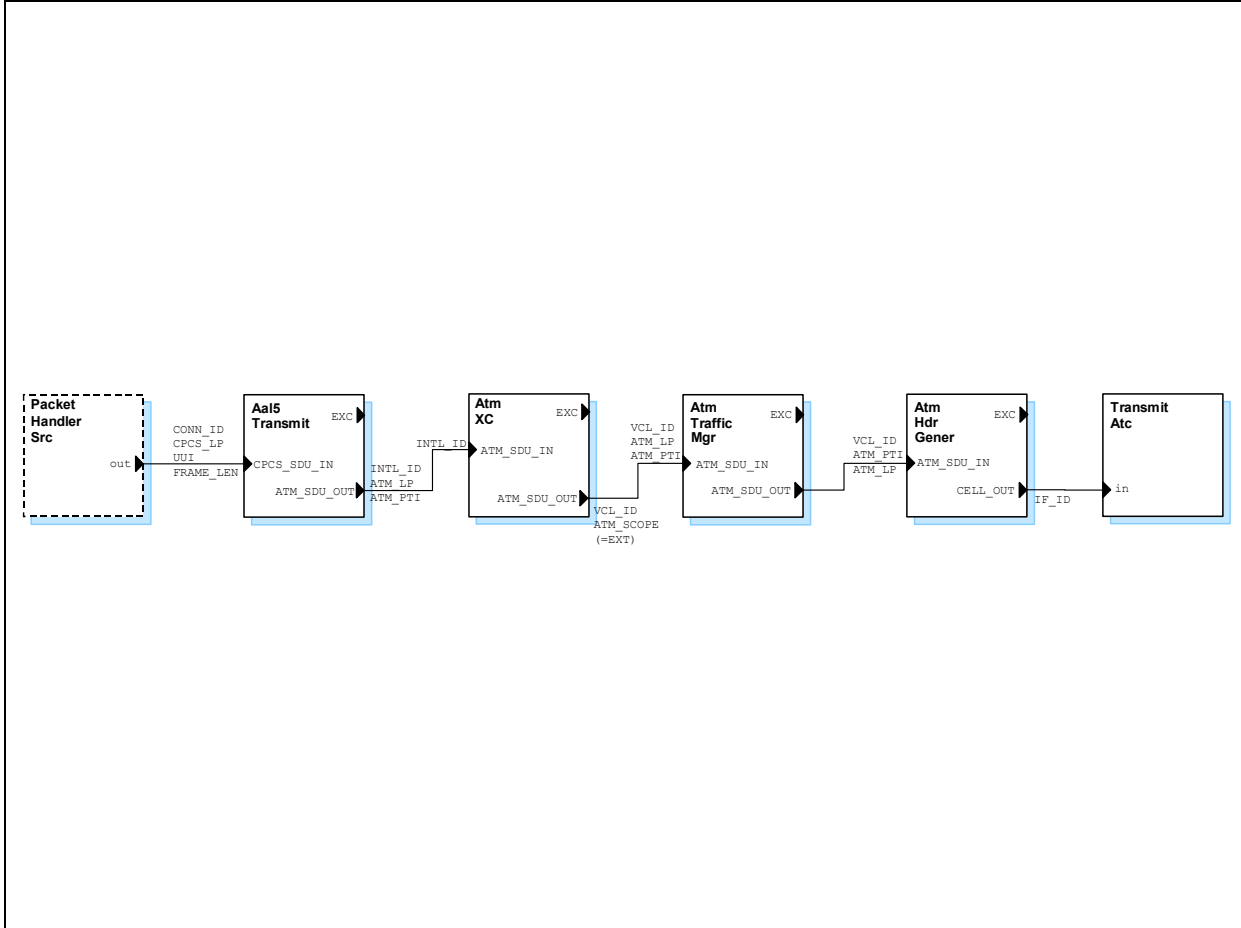 Packet
Handler
Src
out
CONN_ID
CPCS_LP
UUI
FRAME_LEN
Aal5
Transmit
EXC
CPCS_SDU_IN
ATM_SDU_OUT
INTL_ID
ATM_LP
ATM_PTI
INTL_ID
Atm
XC
EXC
ATM_SDU_IN
ATM_SDU_OUT
VCL_ID
ATM_SCOPE
(=EXT)
VCL_ID
ATM_LP
ATM_PTI
Atm
Traffic
Mgr
EXC
ATM_SDU_IN
ATM_SDU_OUT
VCL_ID
ATM_PTI
ATM_LP
Atm
Hdr
Gener
EXC
ATM_SDU_IN
CELL_OUT
IF_ID
Transmit
Atc
in